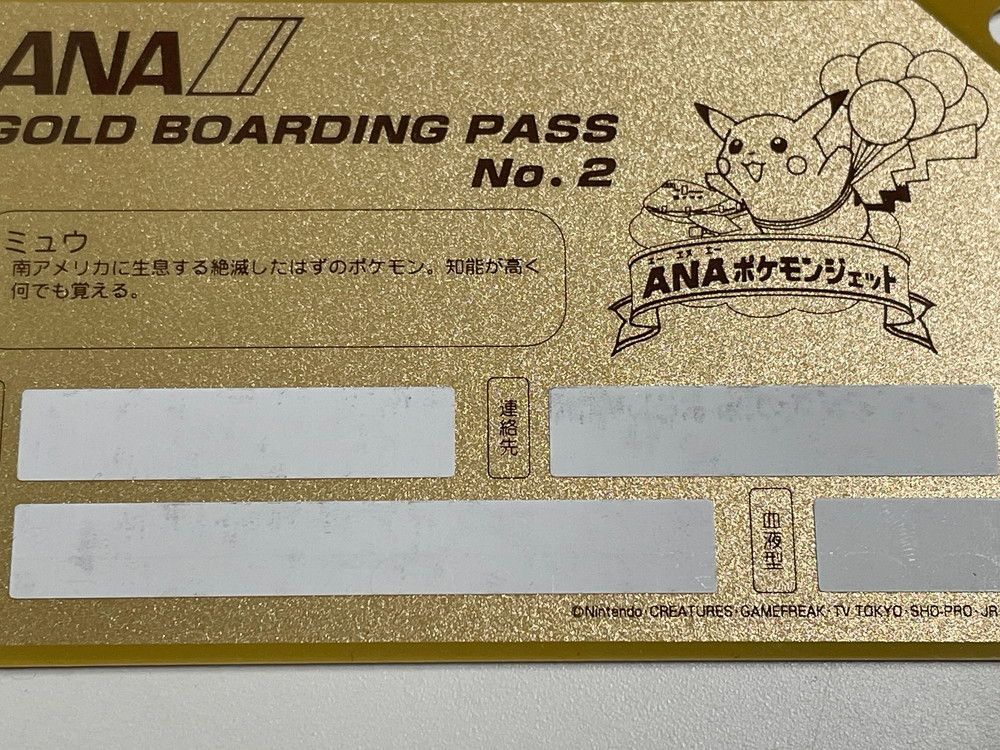 ANA
GOLD BOARDING PASS
No. 2
ミュウ
南アメリカに生息する絶滅したはずのポケモン。知能が高く
何でも覚える。
エー エヌ エー
ANAポケモンジェット
連絡先
血液型
©Nintendo・CREATURES・GAMEFREAK・TV TOKYO・SHO-PRO・JR